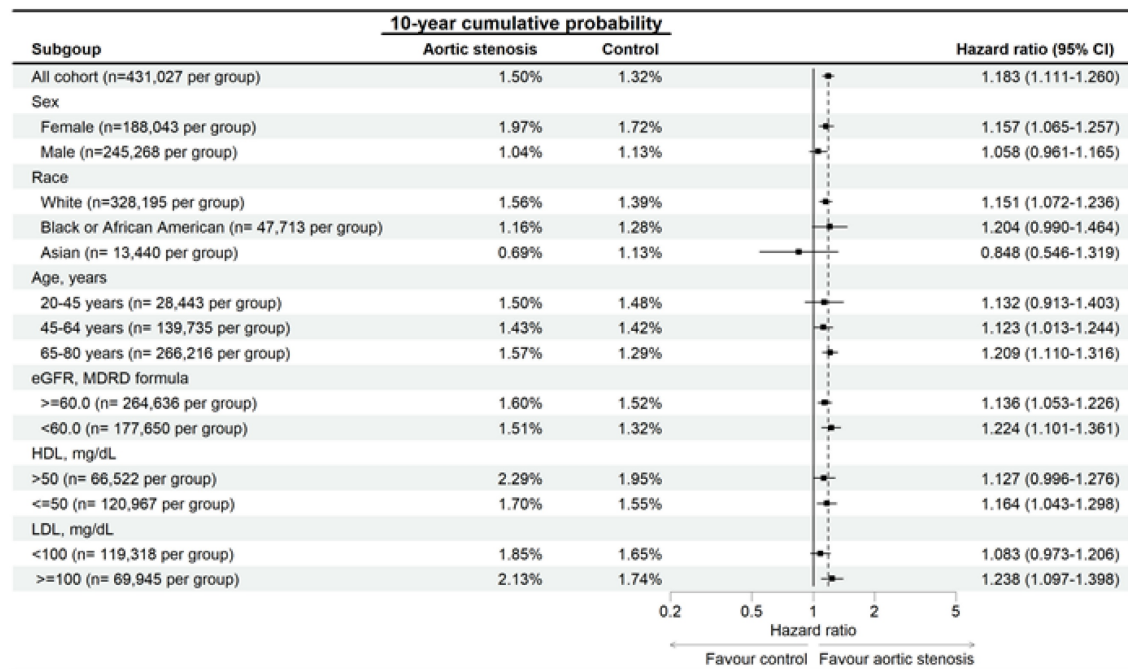 10-year cumulative probability
Subgoup Aortic stenosis Control Hazard ratio (95% CI)
All cohort (n=431,027 per group) 1.50% 1.32% 1.183 (1.111-1.260)
Sex
Female (n=188,043 per group) 1.97% 1.72% 1.157 (1.065-1.257)
Male (n=245,268 per group) 1.04% 1.13% 1.058 (0.961-1.165)
Race
White (n=328,195 per group) 1.56% 1.39% 1.151 (1.072-1.236)
Black or African American (n= 47,713 per group) 1.16% 1.28% 1.204 (0.990-1.464)
Asian (n= 13,440 per group) 0.69% 1.13% 0.848 (0.546-1.319)
Age, years
20-45 years (n= 28,443 per group) 1.50% 1.48% 1.132 (0.913-1.403)
45-64 years (n= 139,735 per group) 1.43% 1.42% 1.123 (1.013-1.244)
65-80 years (n= 266,216 per group) 1.57% 1.29% 1.209 (1.110-1.316)
eGFR, MDRD formula
>=60.0 (n= 264,636 per group) 1.60% 1.52% 1.136 (1.053-1.226)
<60.0 (n= 177,650 per group) 1.51% 1.32% 1.224 (1.101-1.361)
HDL, mg/dL
>50 (n= 66,522 per group) 2.29% 1.95% 1.127 (0.996-1.276)
<=50 (n= 120,967 per group) 1.70% 1.55% 1.164 (1.043-1.298)
LDL, mg/dL
<100 (n= 119,318 per group) 1.85% 1.65% 1.083 (0.973-1.206)
>=100 (n= 69,945 per group) 2.13% 1.74% 1.238 (1.097-1.398)
0.2 0.5 1 2 5
Hazard ratio
Favour control Favour aortic stenosis